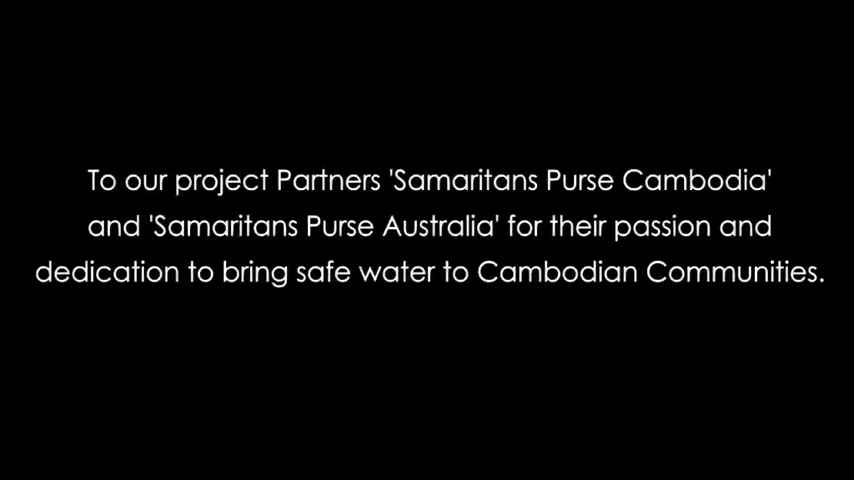 To our project Partners 'Samaritans Purse Cambodia'
and 'Samaritans Purse Australia' for their passion and
dedication to bring safe water to Cambodian Communities.